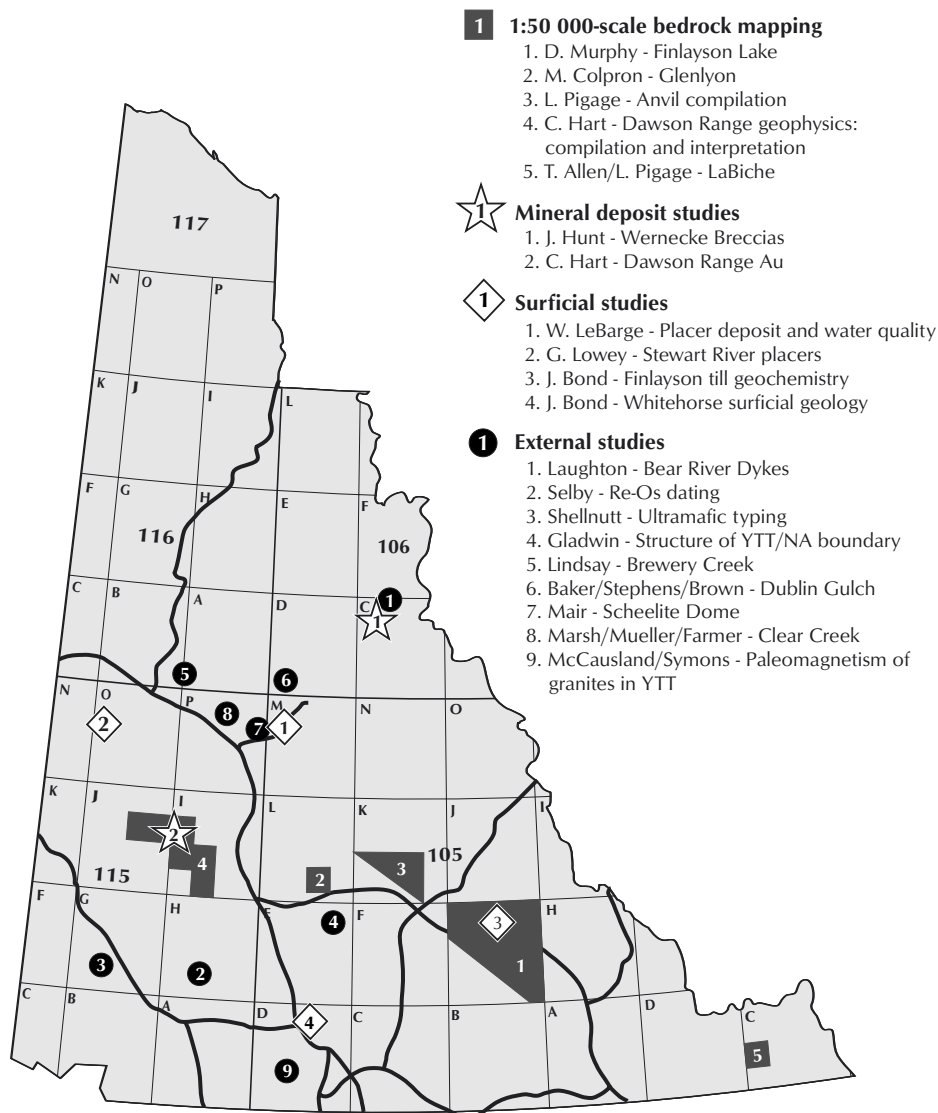 1 1:50 000-scale bedrock mapping
1. D. Murphy - Finlayson Lake
2. M. Colpron - Glenlyon
3. L. Pigage - Anvil compilation
4. C. Hart - Dawson Range geophysics:
compilation and interpretation
5. T. Allen/L. Pigage - LaBiche
1 Mineral deposit studies
1. J. Hunt - Wernecke Breccias
2. C. Hart - Dawson Range Au
1 Surficial studies
1. W. LeBarge - Placer deposit and water quality
2. G. Lowey - Stewart River placers
3. J. Bond - Finlayson till geochemistry
4. J. Bond - Whitehorse surficial geology
1 External studies
1. Laughton - Bear River Dykes
2. Selby - Re-Os dating
3. Shellnutt - Ultramafic typing
4. Gladwin - Structure of YTT/NA boundary
5. Lindsay - Brewery Creek
6. Baker/Stephens/Brown - Dublin Gulch
7. Mair - Scheelite Dome
8. Marsh/Mueller/Farmer - Clear Creek
9. McCausland/Symons - Paleomagnetism of
granites in YTT
117
N O P
K J I L
F G H E F
116 106
C B A D C 1
1
5 6
N O P M N O
2 8 7 1
K J I L K J I
2 4 2 3 105
115
F G H E F H
4 3
3 2 1
C B A D C B A D C
4
5
9